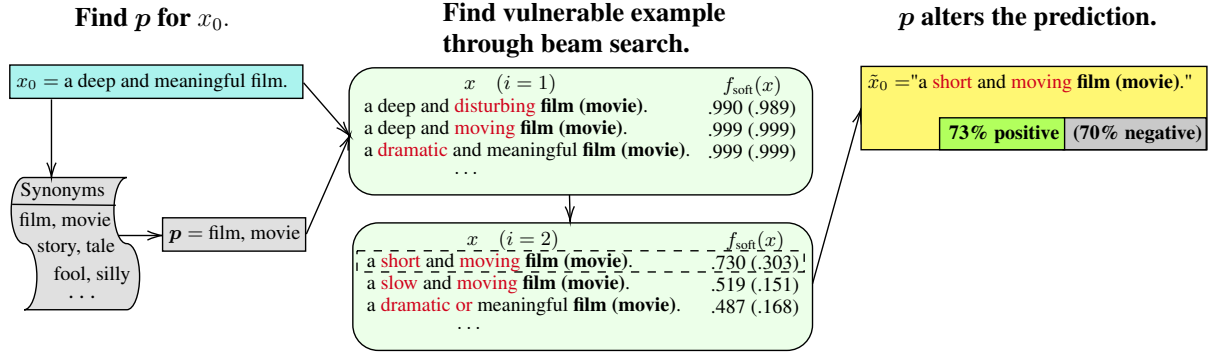 Find p for x₀.
x₀ = a deep and meaningful film.
Synonyms
film, movie
story, tale
fool, silly
...
p = film, movie
Find vulnerable example
through beam search.
x (i = 1) f_soft(x)
a deep and disturbing film (movie). .990 (.989)
a deep and moving film (movie). .999 (.999)
a dramatic and meaningful film (movie). .999 (.999)
...
x (i = 2) f_soft(x)
a short and moving film (movie). .730 (.303)
a slow and moving film (movie). .519 (.151)
a dramatic or meaningful film (movie). .487 (.168)
...
p alters the prediction.
x̃₀ ="a short and moving film (movie)."
73% positive (70% negative)